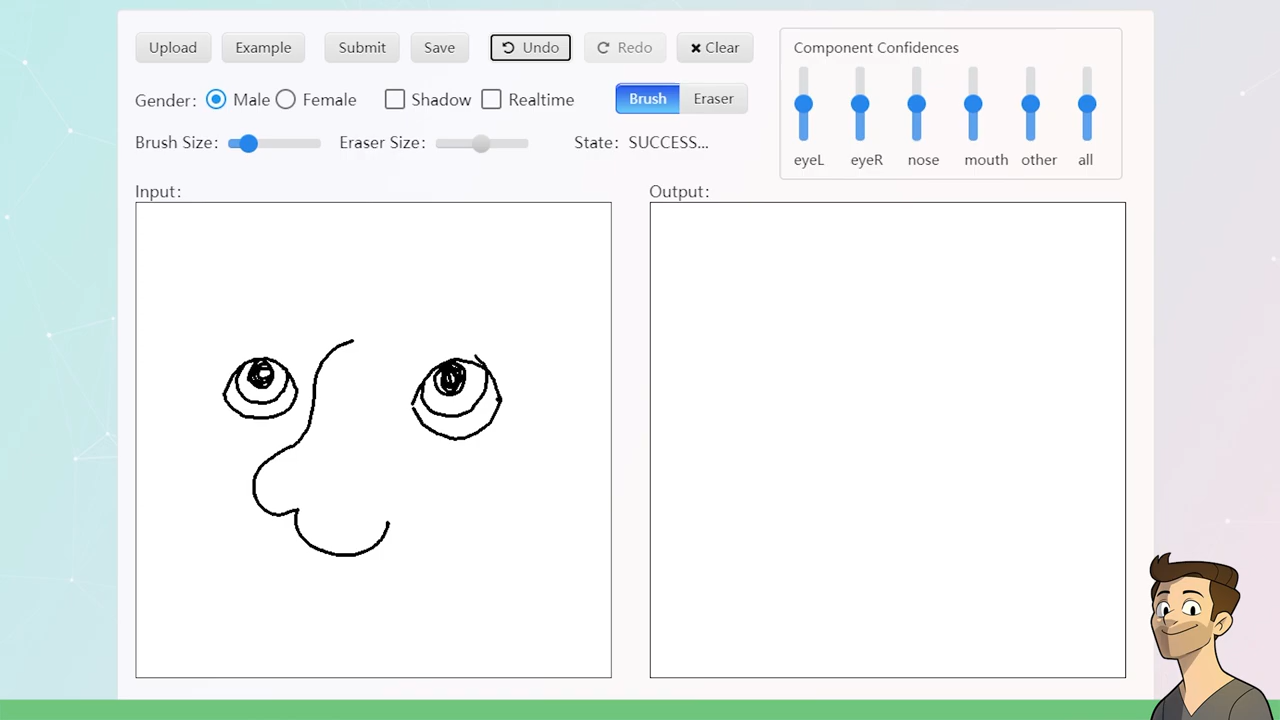 Upload Example Submit Save Undo Redo Clear
Gender: Male Female Shadow Realtime Brush Eraser
Brush Size: Eraser Size: State: SUCCESS...
Component Confidences
eyeL eyeR nose mouth other all
Input: Output: